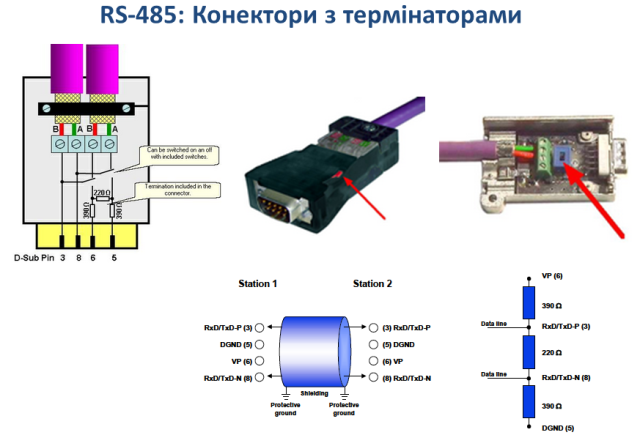 RS-485: Конектори з термінаторами
B A B A
Can be switched on an off
with included switches.
Termination included in the
connector.
220 Ω
390 Ω
390 Ω
D-Sub Pin 3 8 6 5
Station 1
Station 2
RxD/TxD-P (3)
(3) RxD/TxD-P
DGND (5)
(5) DGND
VP (6)
(6) VP
RxD/TxD-N (8)
(8) RxD/TxD-N
Shielding
Protective
ground
Protective
ground
VP (6)
390 Ω
Data line
RxD/TxD-P (3)
220 Ω
Data line
RxD/TxD-N (8)
390 Ω
DGND (5)